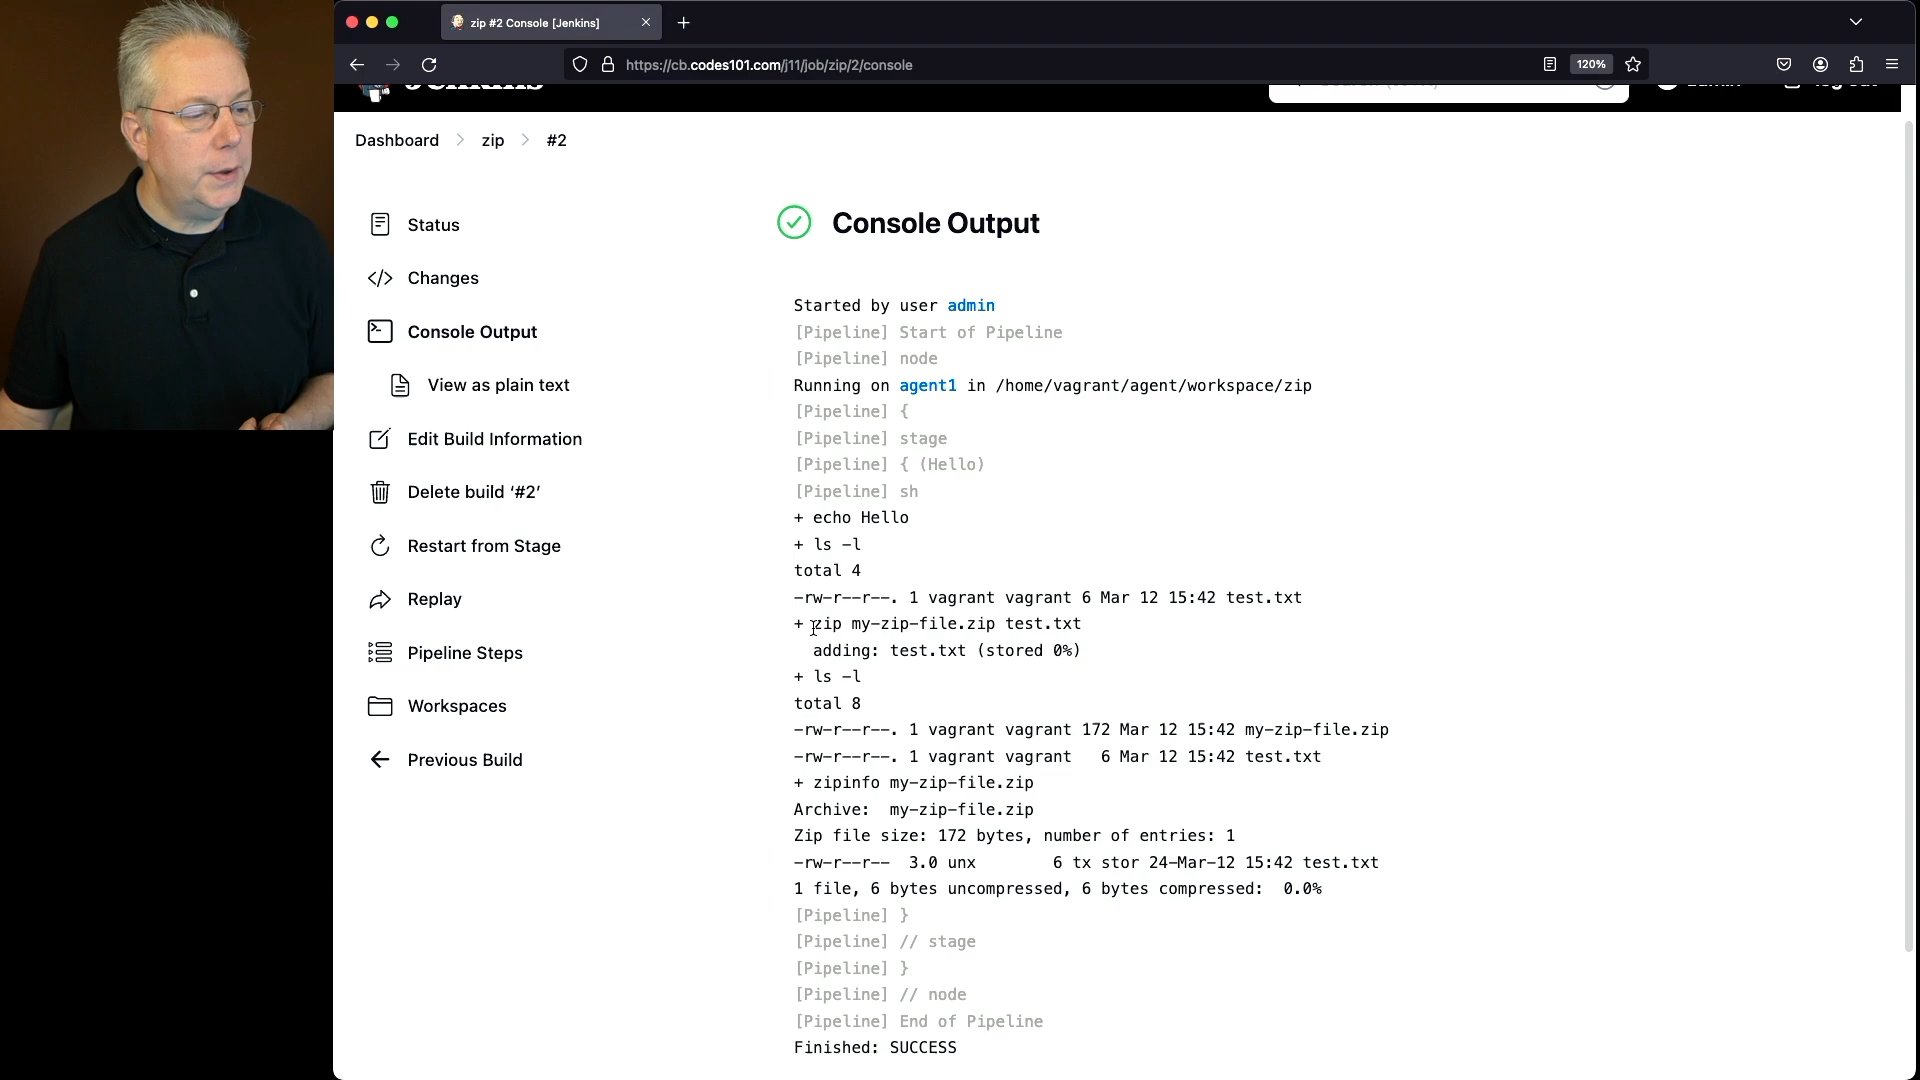 zip #2 Console [Jenkins]
https://cb.codes101.com/j11/job/zip/2/console
120%
Jenkins
Dashboard
zip
#2
Status
Changes
Console Output
View as plain text
Edit Build Information
Delete build ‘#2’
Restart from Stage
Replay
Pipeline Steps
Workspaces
Previous Build
Console Output
Started by user admin
[Pipeline] Start of Pipeline
[Pipeline] node
Running on agent1 in /home/vagrant/agent/workspace/zip
[Pipeline] {
[Pipeline] stage
[Pipeline] { (Hello)
[Pipeline] sh
+ echo Hello
+ ls -l
total 4
-rw-r--r--. 1 vagrant vagrant 6 Mar 12 15:42 test.txt
+ zip my-zip-file.zip test.txt
  adding: test.txt (stored 0%)
+ ls -l
total 8
-rw-r--r--. 1 vagrant vagrant 172 Mar 12 15:42 my-zip-file.zip
-rw-r--r--. 1 vagrant vagrant   6 Mar 12 15:42 test.txt
+ zipinfo my-zip-file.zip
Archive:  my-zip-file.zip
Zip file size: 172 bytes, number of entries: 1
-rw-r--r--  3.0 unx        6 tx stor 24-Mar-12 15:42 test.txt
1 file, 6 bytes uncompressed, 6 bytes compressed:  0.0%
[Pipeline] }
[Pipeline] // stage
[Pipeline] }
[Pipeline] // node
[Pipeline] End of Pipeline
Finished: SUCCESS